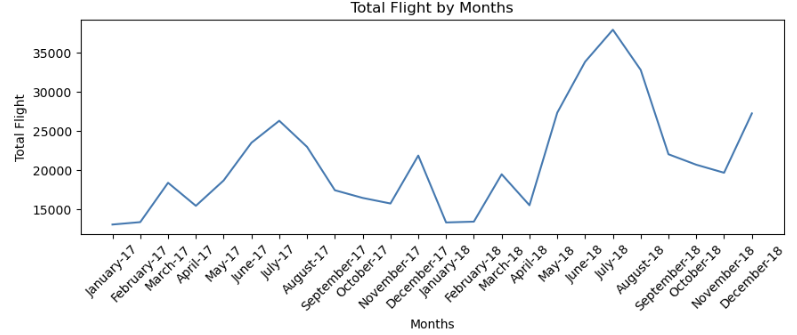 Total Flight by Months
35000
30000
25000
20000
15000
Total Flight
January-17
February-17
March-17
April-17
May-17
June-17
July-17
August-17
September-17
October-17
November-17
December-17
January-18
February-18
March-18
April-18
May-18
June-18
July-18
August-18
September-18
October-18
November-18
December-18
Months